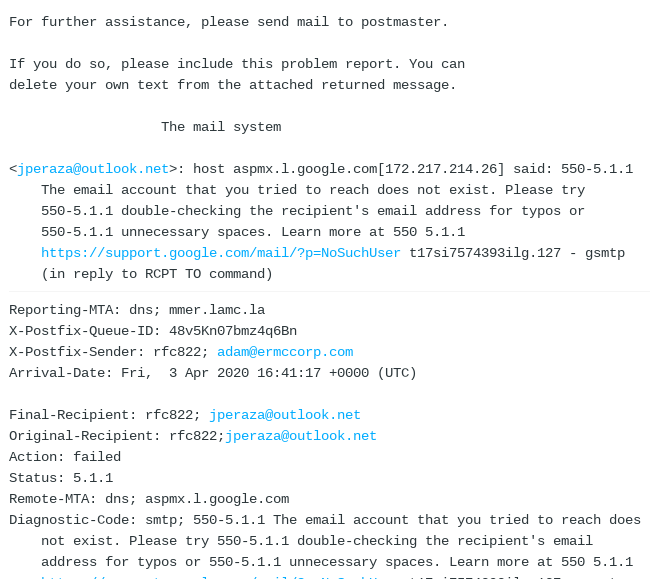 For further assistance, please send mail to postmaster.
If you do so, please include this problem report. You can
delete your own text from the attached returned message.
The mail system
<jperaza@outlook.net>: host aspmx.l.google.com[172.217.214.26] said: 550-5.1.1
The email account that you tried to reach does not exist. Please try
550-5.1.1 double-checking the recipient's email address for typos or
550-5.1.1 unnecessary spaces. Learn more at 550 5.1.1
https://support.google.com/mail/?p=NoSuchUser t17si7574393ilg.127 - gsmtp
(in reply to RCPT TO command)
Reporting-MTA: dns; mmer.lamc.la
X-Postfix-Queue-ID: 48v5Kn07bmz4q6Bn
X-Postfix-Sender: rfc822; adam@ermccorp.com
Arrival-Date: Fri,  3 Apr 2020 16:41:17 +0000 (UTC)
Final-Recipient: rfc822; jperaza@outlook.net
Original-Recipient: rfc822;jperaza@outlook.net
Action: failed
Status: 5.1.1
Remote-MTA: dns; aspmx.l.google.com
Diagnostic-Code: smtp; 550-5.1.1 The email account that you tried to reach does
not exist. Please try 550-5.1.1 double-checking the recipient's email
address for typos or 550-5.1.1 unnecessary spaces. Learn more at 550 5.1.1